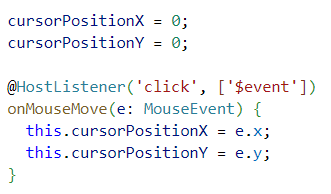 cursorPositionX = 0;
cursorPositionY = 0;

@HostListener('click', ['$event'])
onMouseMove(e: MouseEvent) {
  this.cursorPositionX = e.x;
  this.cursorPositionY = e.y;
}